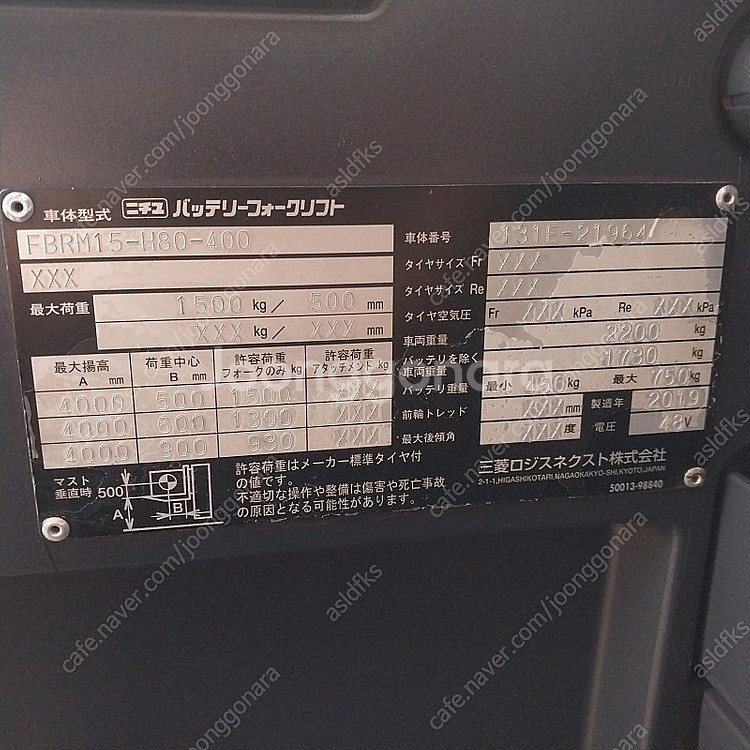 車体型式 ニチユ バッテリーフォークリフト
FBRM15-H80-400
XXX
最大荷重 1500 kg/ 500 mm
XXX kg/ XXX mm
最大揚高 A mm 荷重中心 B mm 許容荷重 フォークのみ kg 許容荷重 アタッチメント付 kg
4000 500 1500 XXX
4000 600 1300 XXX
4000 900 930 XXX
マスト垂直時 500
A
B
許容荷重はメーカー標準タイヤ付
の値です。
不適切な操作や整備は傷害や死亡事故
の原因となる可能性があります。
車体番号 131F-21964
タイヤサイズ Fr XXX
タイヤサイズ Re XXX
タイヤ空気圧 Fr XXX kPa Re XXX kPa
車両重量 2200 kg
バッテリを除く車両重量 1730 kg
バッテリ重量 最小 450 kg 最大 750 kg
前輪トレッド XXX mm 製造年 2019
最大後傾角 XXX 度 電圧 48V
三菱ロジスネクスト株式会社
2-1-1,HIGASHIKOTARI,NAGAOKAKYO-SHI,KYOTO,JAPAN
50013-98840
joonggonara
cafe.naver.com/joonggonara
asldfks